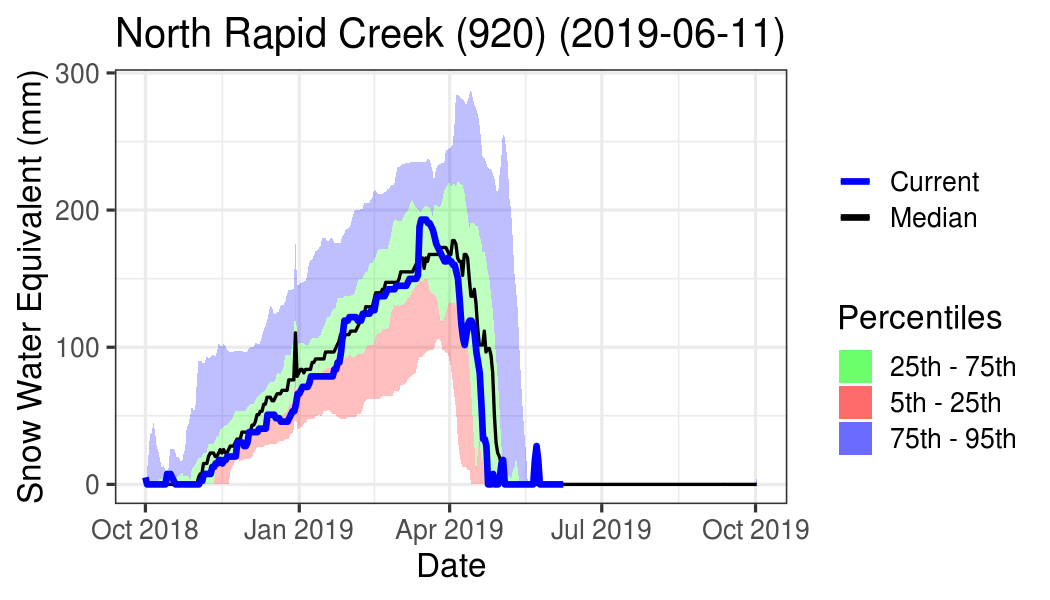 North Rapid Creek (920) (2019-06-11)
Snow Water Equivalent (mm)
300
200
100
0
Oct 2018
Jan 2019
Apr 2019
Jul 2019
Oct 2019
Date
Current
Median
Percentiles
25th - 75th
5th - 25th
75th - 95th